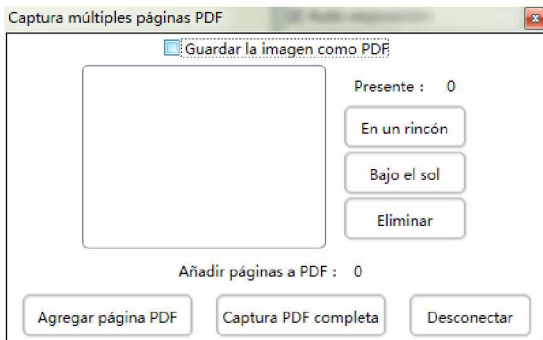 Captura múltiples páginas PDF
Guardar la imagen como PDF
Presente : 0
En un rincón
Bajo el sol
Eliminar
Añadir páginas a PDF : 0
Agregar página PDF
Captura PDF completa
Desconectar